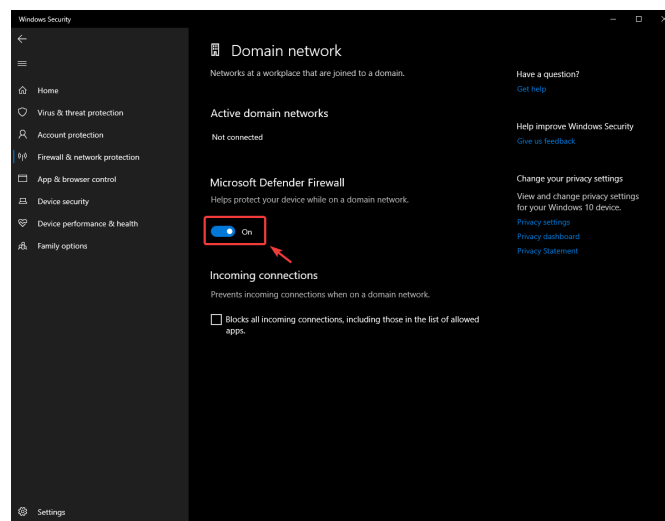 Windows Security
Home
Virus & threat protection
Account protection
Firewall & network protection
App & browser control
Device security
Device performance & health
Family options
Settings
Domain network
Networks at a workplace that are joined to a domain.
Active domain networks
Not connected
Microsoft Defender Firewall
Helps protect your device while on a domain network.
On
Incoming connections
Prevents incoming connections when on a domain network.
Blocks all incoming connections, including those in the list of allowed
apps.
Have a question?
Get help
Help improve Windows Security
Give us feedback
Change your privacy settings
View and change privacy settings
for your Windows 10 device.
Privacy settings
Privacy dashboard
Privacy Statement